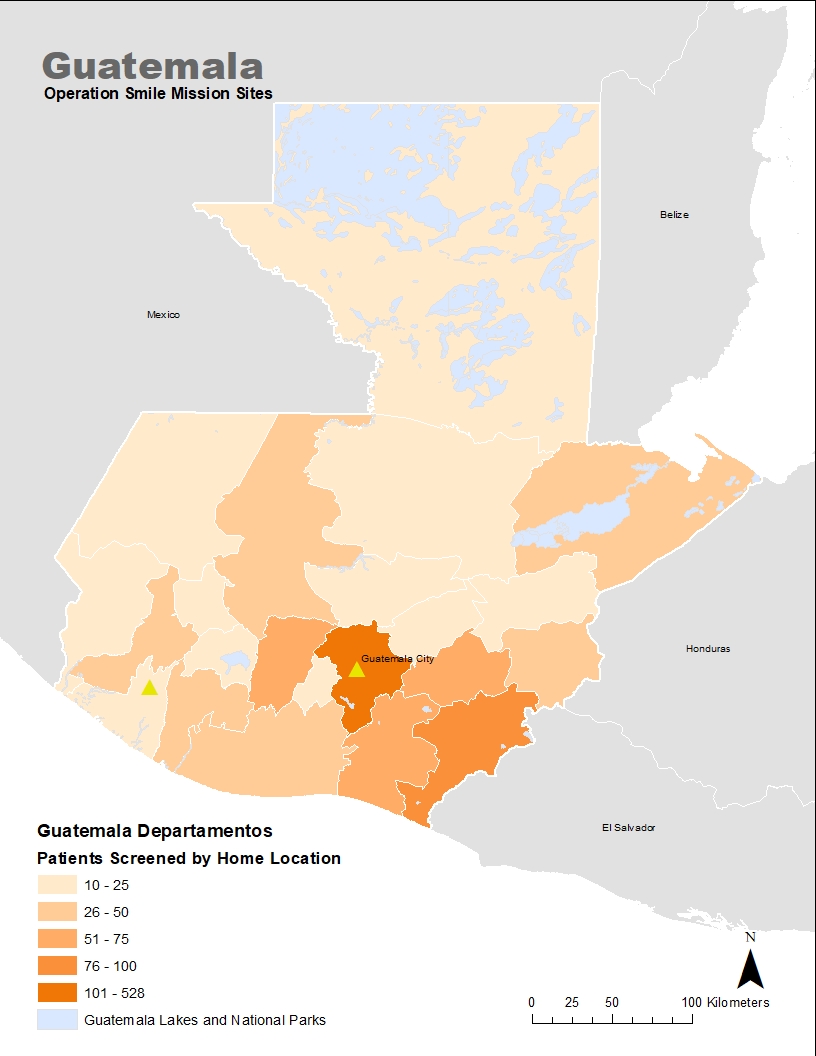 Guatemala
Operation Smile Mission Sites
Belize
Mexico
Guatemala City
Honduras
El Salvador
Guatemala Departamentos
Patients Screened by Home Location
10 - 25
26 - 50
51 - 75
76 - 100
101 - 528
Guatemala Lakes and National Parks
N
0 25 50 100 Kilometers